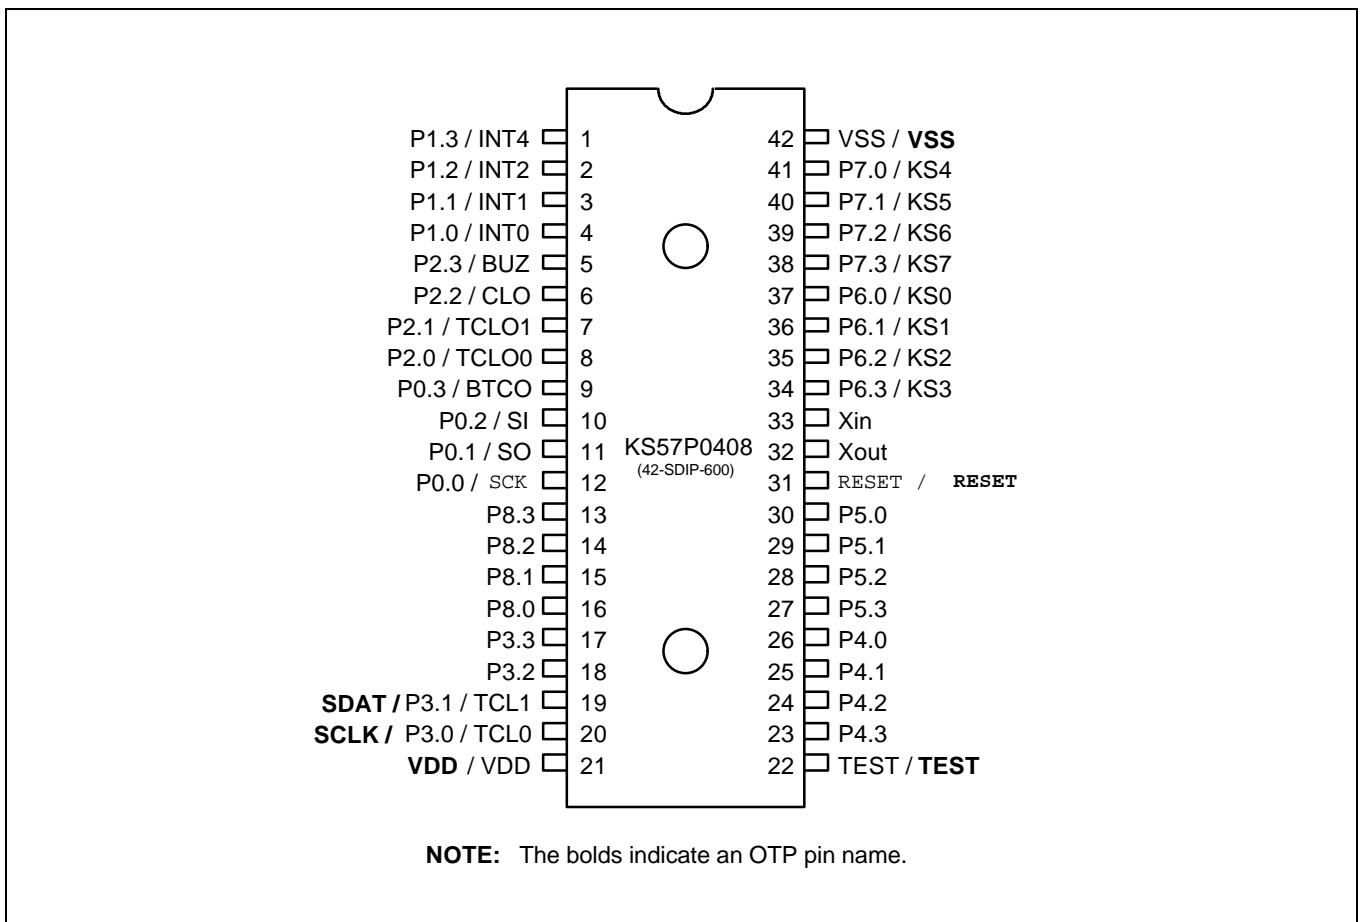 P1.3 / INT4 1 42 VSS / VSS
P1.2 / INT2 2 41 P7.0 / KS4
P1.1 / INT1 3 40 P7.1 / KS5
P1.0 / INT0 4 39 P7.2 / KS6
P2.3 / BUZ 5 38 P7.3 / KS7
P2.2 / CLO 6 37 P6.0 / KS0
P2.1 / TCLO1 7 36 P6.1 / KS1
P2.0 / TCLO0 8 35 P6.2 / KS2
P0.3 / BTCO 9 34 P6.3 / KS3
P0.2 / SI 10 33 Xin
P0.1 / SO 11 KS57P0408 32 Xout
(42-SDIP-600)
P0.0 / SCK 12 31 RESET / RESET
P8.3 13 30 P5.0
P8.2 14 29 P5.1
P8.1 15 28 P5.2
P8.0 16 27 P5.3
P3.3 17 26 P4.0
P3.2 18 25 P4.1
SDAT / P3.1 / TCL1 19 24 P4.2
SCLK / P3.0 / TCL0 20 23 P4.3
VDD / VDD 21 22 TEST / TEST
NOTE: The bolds indicate an OTP pin name.